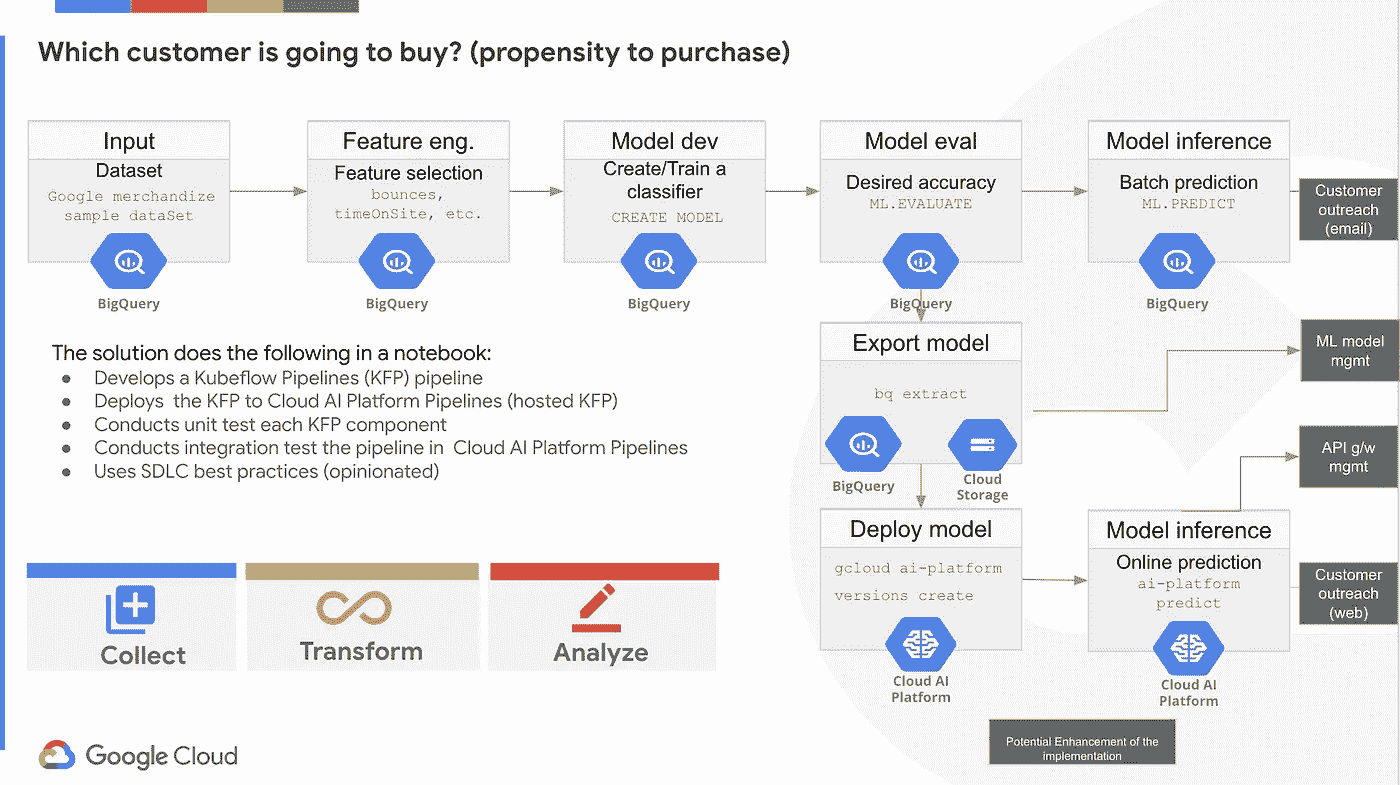 Which customer is going to buy? (propensity to purchase)
Input
Dataset
Google merchandize
sample dataSet
BigQuery
Feature eng.
Feature selection
bounces,
timeOnSite, etc.
BigQuery
Model dev
Create/Train a
classifier
CREATE MODEL
BigQuery
Model eval
Desired accuracy
ML.EVALUATE
BigQuery
Model inference
Batch prediction
ML.PREDICT
BigQuery
Customer
outreach
(email)
The solution does the following in a notebook:
● Develops a Kubeflow Pipelines (KFP) pipeline
● Deploys  the KFP to Cloud AI Platform Pipelines (hosted KFP)
● Conducts unit test each KFP component
● Conducts integration test the pipeline in  Cloud AI Platform Pipelines
● Uses SDLC best practices (opinionated)
Export model
bq extract
BigQuery
Cloud
Storage
ML model
mgmt
API g/w
mgmt
Deploy model
gcloud ai-platform
versions create
Cloud AI
Platform
Model inference
Online prediction
ai-platform
predict
Cloud AI
Platform
Customer
outreach
(web)
Collect
Transform
Analyze
Potential Enhancement of the
implementation
Google Cloud